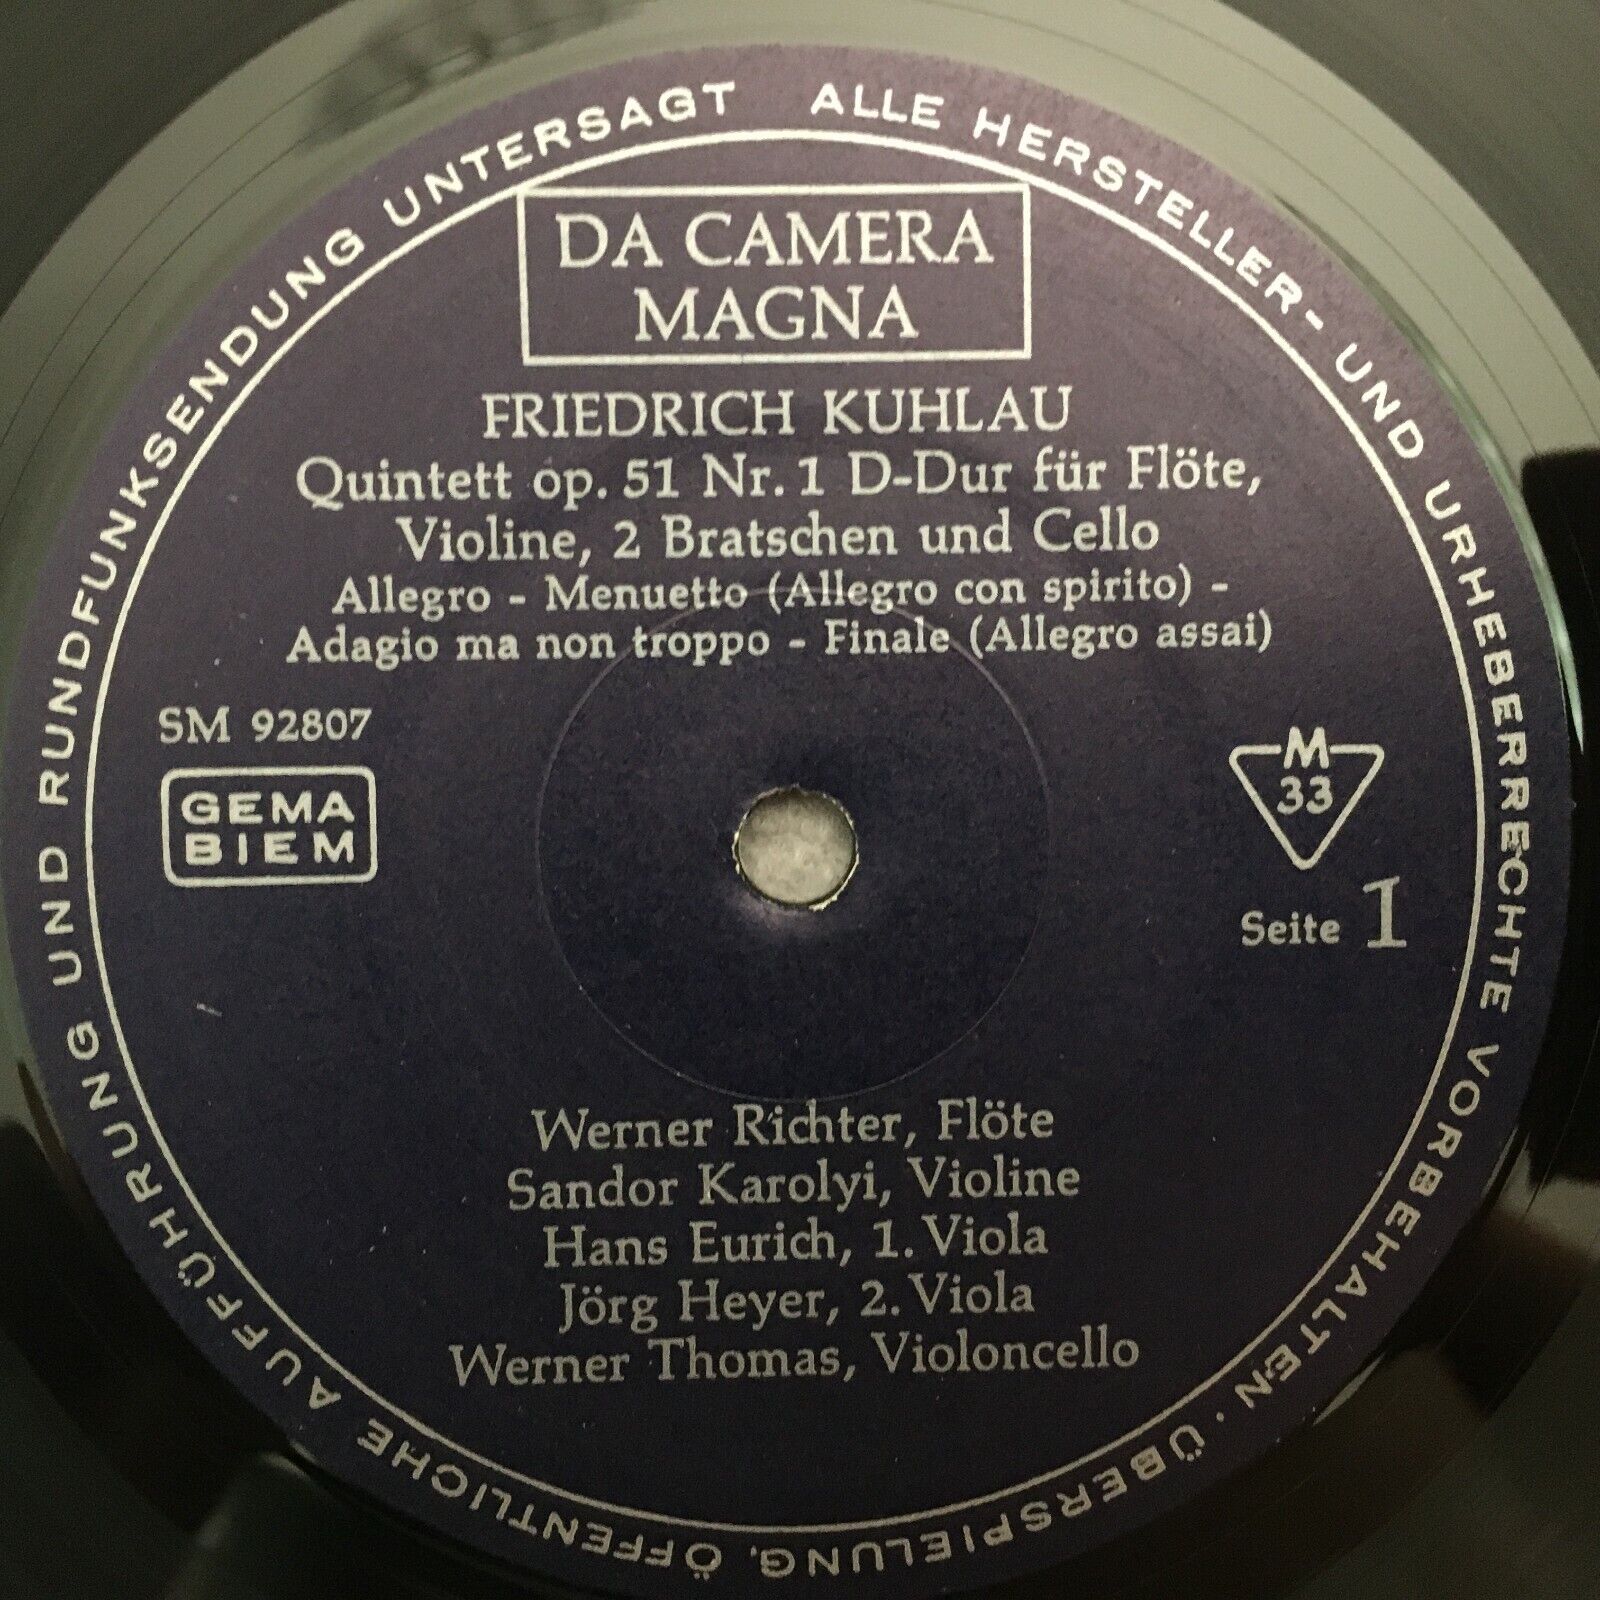 ALLE HERSTELLER- UND URHEBERRECHTE VORBEHALTEN · ÜBERSPIELUNG, ÖFFENTLICHE AUFFÜHRUNG UND RUNDFUNKSENDUNG UNTERSAGT
DA CAMERA
MAGNA
FRIEDRICH KUHLAU
Quintett op. 51 Nr. 1 D-Dur für Flöte,
Violine, 2 Bratschen und Cello
Allegro - Menuetto (Allegro con spirito) -
Adagio ma non troppo - Finale (Allegro assai)
SM 92807
GEMA
BIEM
M
33
Seite 1
Werner Richter, Flöte
Sandor Karolyi, Violine
Hans Eurich, 1. Viola
Jörg Heyer, 2. Viola
Werner Thomas, Violoncello